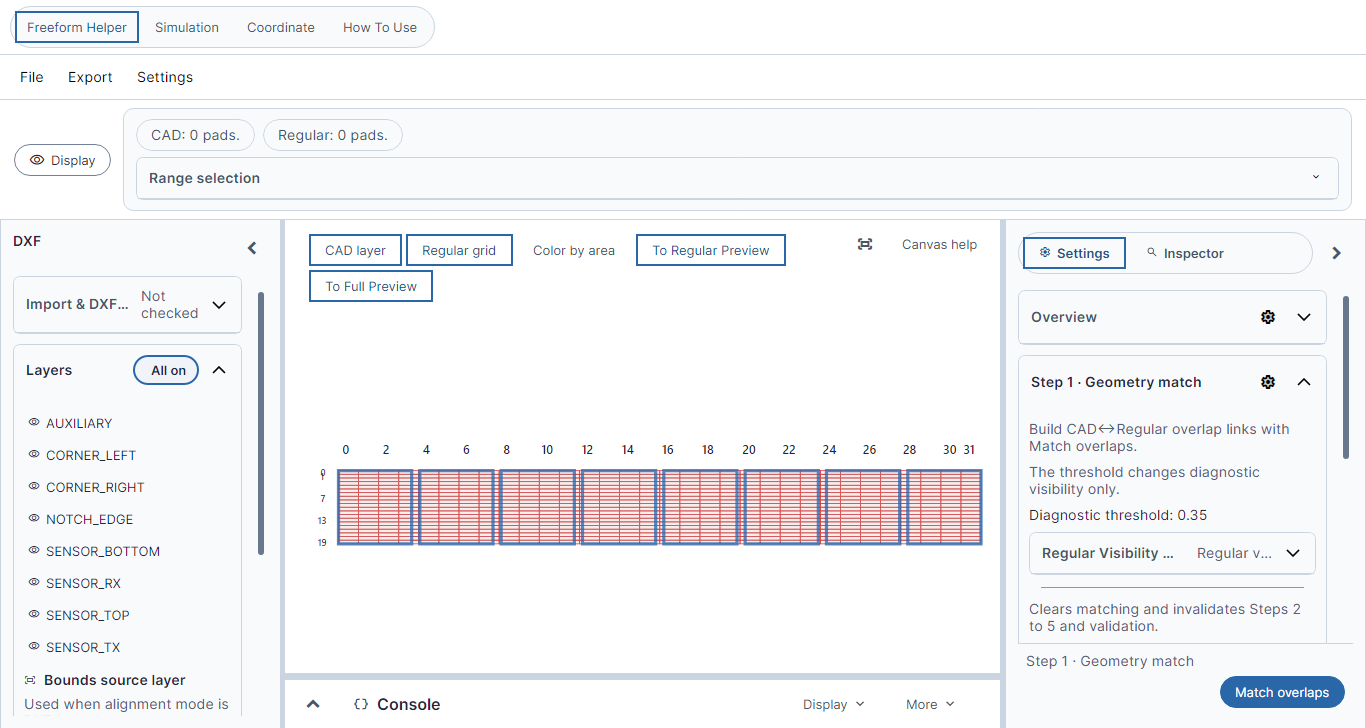 Freeform Helper Simulation Coordinate How To Use
File Export Settings
Display
CAD: 0 pads. Regular: 0 pads.
Range selection
DXF
Import & DXF... Not checked
Layers All on
AUXILIARY
CORNER_LEFT
CORNER_RIGHT
NOTCH_EDGE
SENSOR_BOTTOM
SENSOR_RX
SENSOR_TOP
SENSOR_TX
Bounds source layer
Used when alignment mode is
CAD layer Regular grid Color by area To Regular Preview
To Full Preview
Canvas help
0 2 4 6 8 10 12 14 16 18 20 22 24 26 28 30 31
0
7
13
19
Console Display More
Settings Inspector
Overview
Step 1 · Geometry match
Build CAD↔Regular overlap links with
Match overlaps.
The threshold changes diagnostic
visibility only.
Diagnostic threshold: 0.35
Regular Visibility ... Regular v...
Clears matching and invalidates Steps 2
to 5 and validation.
Step 1 · Geometry match
Match overlaps